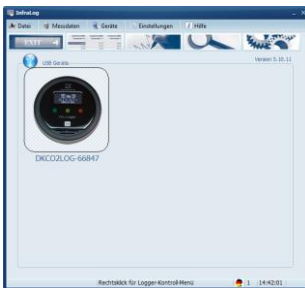 InfraLog
Datei Messdaten Geräte Einstellungen Hilfe
EXIT
USB Geräte Version 5.10.11
DKCO2LOG-66847
Rechtsklick für Logger-Kontroll-Menü 1 14:42:01